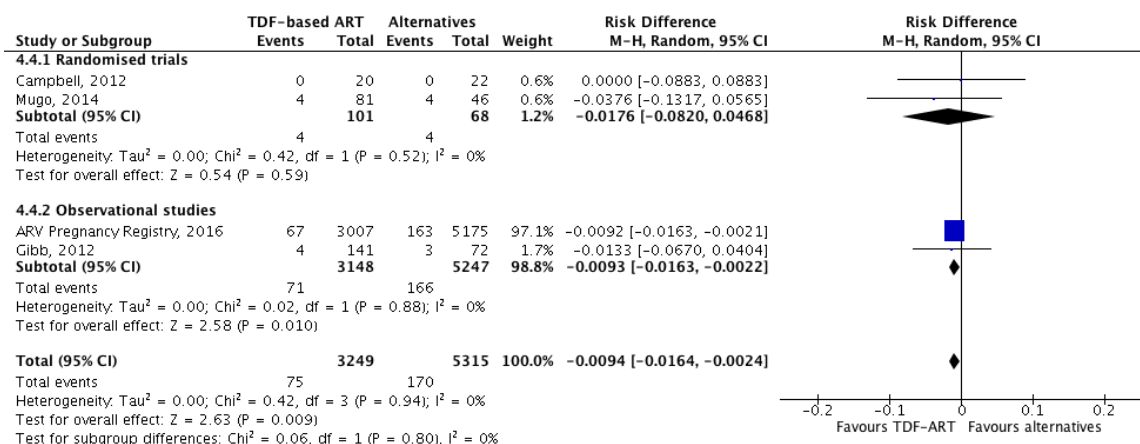 TDF-based ART Alternatives Risk Difference Risk Difference
Study or Subgroup Events Total Events Total Weight M-H, Random, 95% CI M-H, Random, 95% CI
4.4.1 Randomised trials
Campbell, 2012 0 20 0 22 0.6% 0.0000 [-0.0883, 0.0883]
Mugo, 2014 4 81 4 46 0.6% -0.0376 [-0.1317, 0.0565]
Subtotal (95% CI) 101 68 1.2% -0.0176 [-0.0820, 0.0468]
Total events 4 4
Heterogeneity: Tau² = 0.00; Chi² = 0.42, df = 1 (P = 0.52); I² = 0%
Test for overall effect: Z = 0.54 (P = 0.59)
4.4.2 Observational studies
ARV Pregnancy Registry, 2016 67 3007 163 5175 97.1% -0.0092 [-0.0163, -0.0021]
Gibb, 2012 4 141 3 72 1.7% -0.0133 [-0.0670, 0.0404]
Subtotal (95% CI) 3148 5247 98.8% -0.0093 [-0.0163, -0.0022]
Total events 71 166
Heterogeneity: Tau² = 0.00; Chi² = 0.02, df = 1 (P = 0.88); I² = 0%
Test for overall effect: Z = 2.58 (P = 0.010)
Total (95% CI) 3249 5315 100.0% -0.0094 [-0.0164, -0.0024]
Total events 75 170
Heterogeneity: Tau² = 0.00; Chi² = 0.42, df = 3 (P = 0.94); I² = 0%
Test for overall effect: Z = 2.63 (P = 0.009)
Test for subgroup differences: Chi² = 0.06, df = 1 (P = 0.80), I² = 0%
-0.2 -0.1 0 0.1 0.2
Favours TDF-ART Favours alternatives